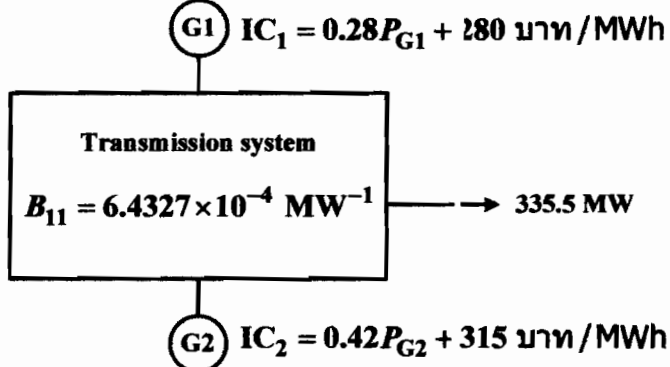 G1 IC₁ = 0.28P_G1 + 280 บาท/MWh
Transmission system
B₁₁ = 6.4327×10⁻⁴ MW⁻¹
335.5 MW
G2 IC₂ = 0.42P_G2 + 315 บาท/MWh